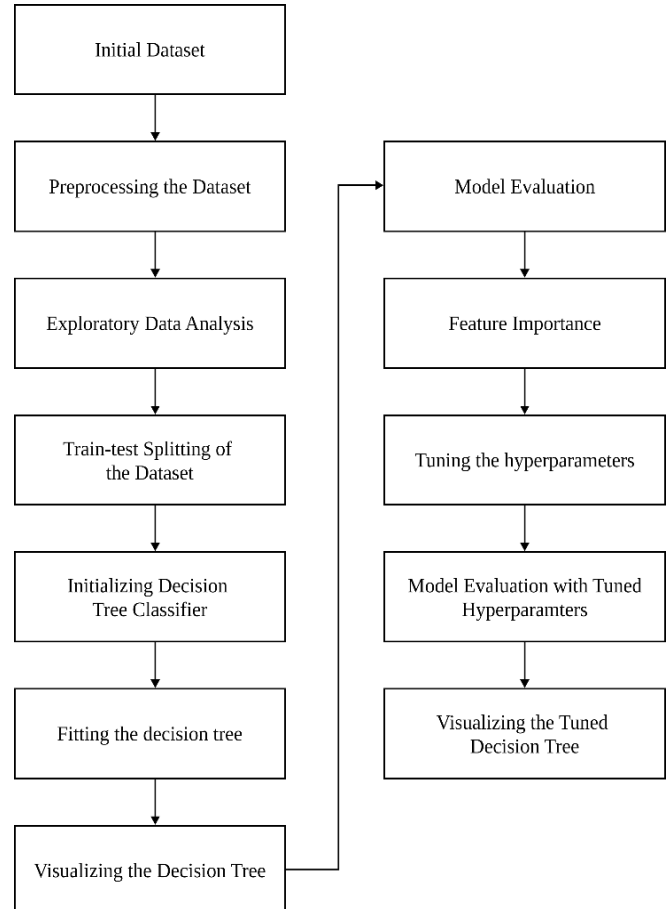 Initial Dataset
Preprocessing the Dataset
Exploratory Data Analysis
Train-test Splitting of
the Dataset
Initializing Decision
Tree Classifier
Fitting the decision tree
Visualizing the Decision Tree
Model Evaluation
Feature Importance
Tuning the hyperparameters
Model Evaluation with Tuned
Hyperparamters
Visualizing the Tuned
Decision Tree